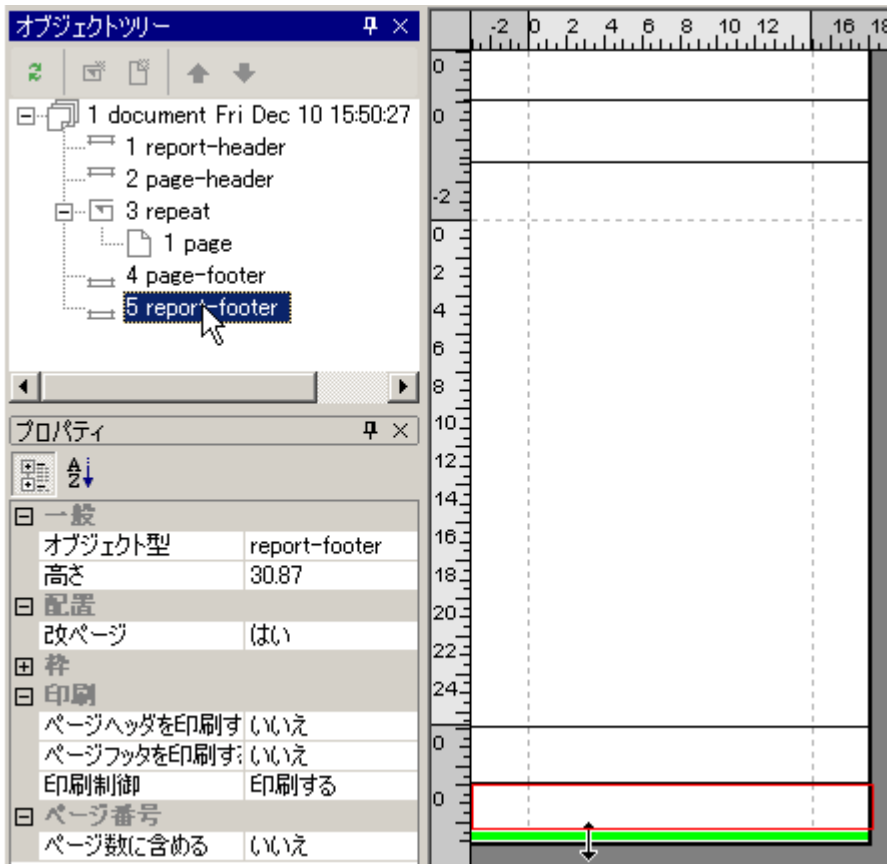 オブジェクトツリー
1 document Fri Dec 10 15:50:27
1 report-header
2 page-header
3 repeat
1 page
4 page-footer
5 report-footer
プロパティ
A
Z
一般
オブジェクト型 report-footer
高さ 30.87
配置
改ページ はい
枠
印刷
ページヘッダを印刷す いいえ
ページフッタを印刷す いいえ
印刷制御 印刷する
ページ番号
ページ数に含める いいえ
-2 0 2 4 6 8 10 12 16 18
0
0
-2
0
2
4
6
8
10
12
14
16
18
20
22
24
0
0